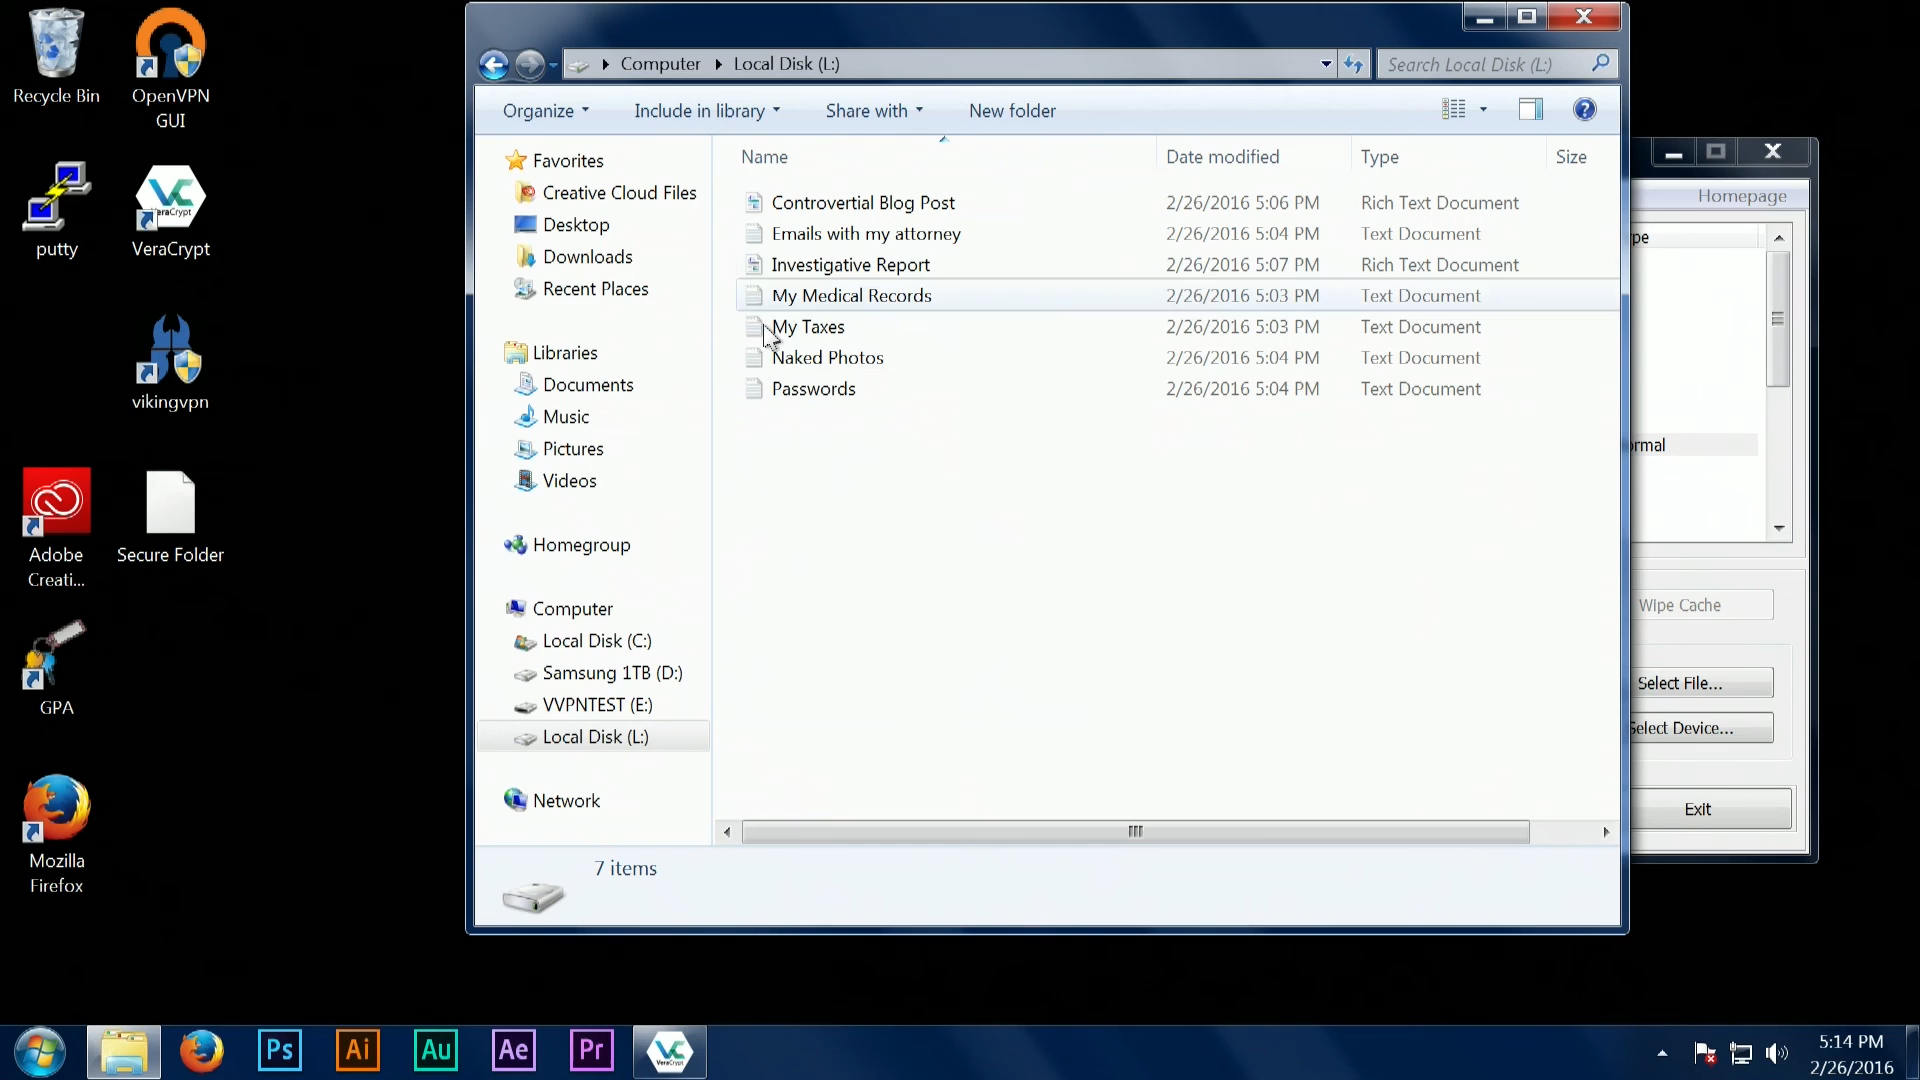 Recycle Bin
OpenVPN
GUI
putty
VeraCrypt
vikingvpn
Adobe
Creati...
Secure Folder
GPA
Mozilla
Firefox
Computer
Local Disk (L:)
Search Local Disk (L:)
Organize
Include in library
Share with
New folder
Favorites
Creative Cloud Files
Desktop
Downloads
Recent Places
Libraries
Documents
Music
Pictures
Videos
Homegroup
Computer
Local Disk (C:)
Samsung 1TB (D:)
VVPNTEST (E:)
Local Disk (L:)
Network
Name Date modified Type Size
Controvertial Blog Post 2/26/2016 5:06 PM Rich Text Document
Emails with my attorney 2/26/2016 5:04 PM Text Document
Investigative Report 2/26/2016 5:07 PM Rich Text Document
My Medical Records 2/26/2016 5:03 PM Text Document
My Taxes 2/26/2016 5:03 PM Text Document
Naked Photos 2/26/2016 5:04 PM Text Document
Passwords 2/26/2016 5:04 PM Text Document
7 items
Homepage
pe
ormal
Wipe Cache
Select File...
Select Device...
Exit
Ps
Ai
Au
Ae
Pr
VeraCrypt
5:14 PM
2/26/2016